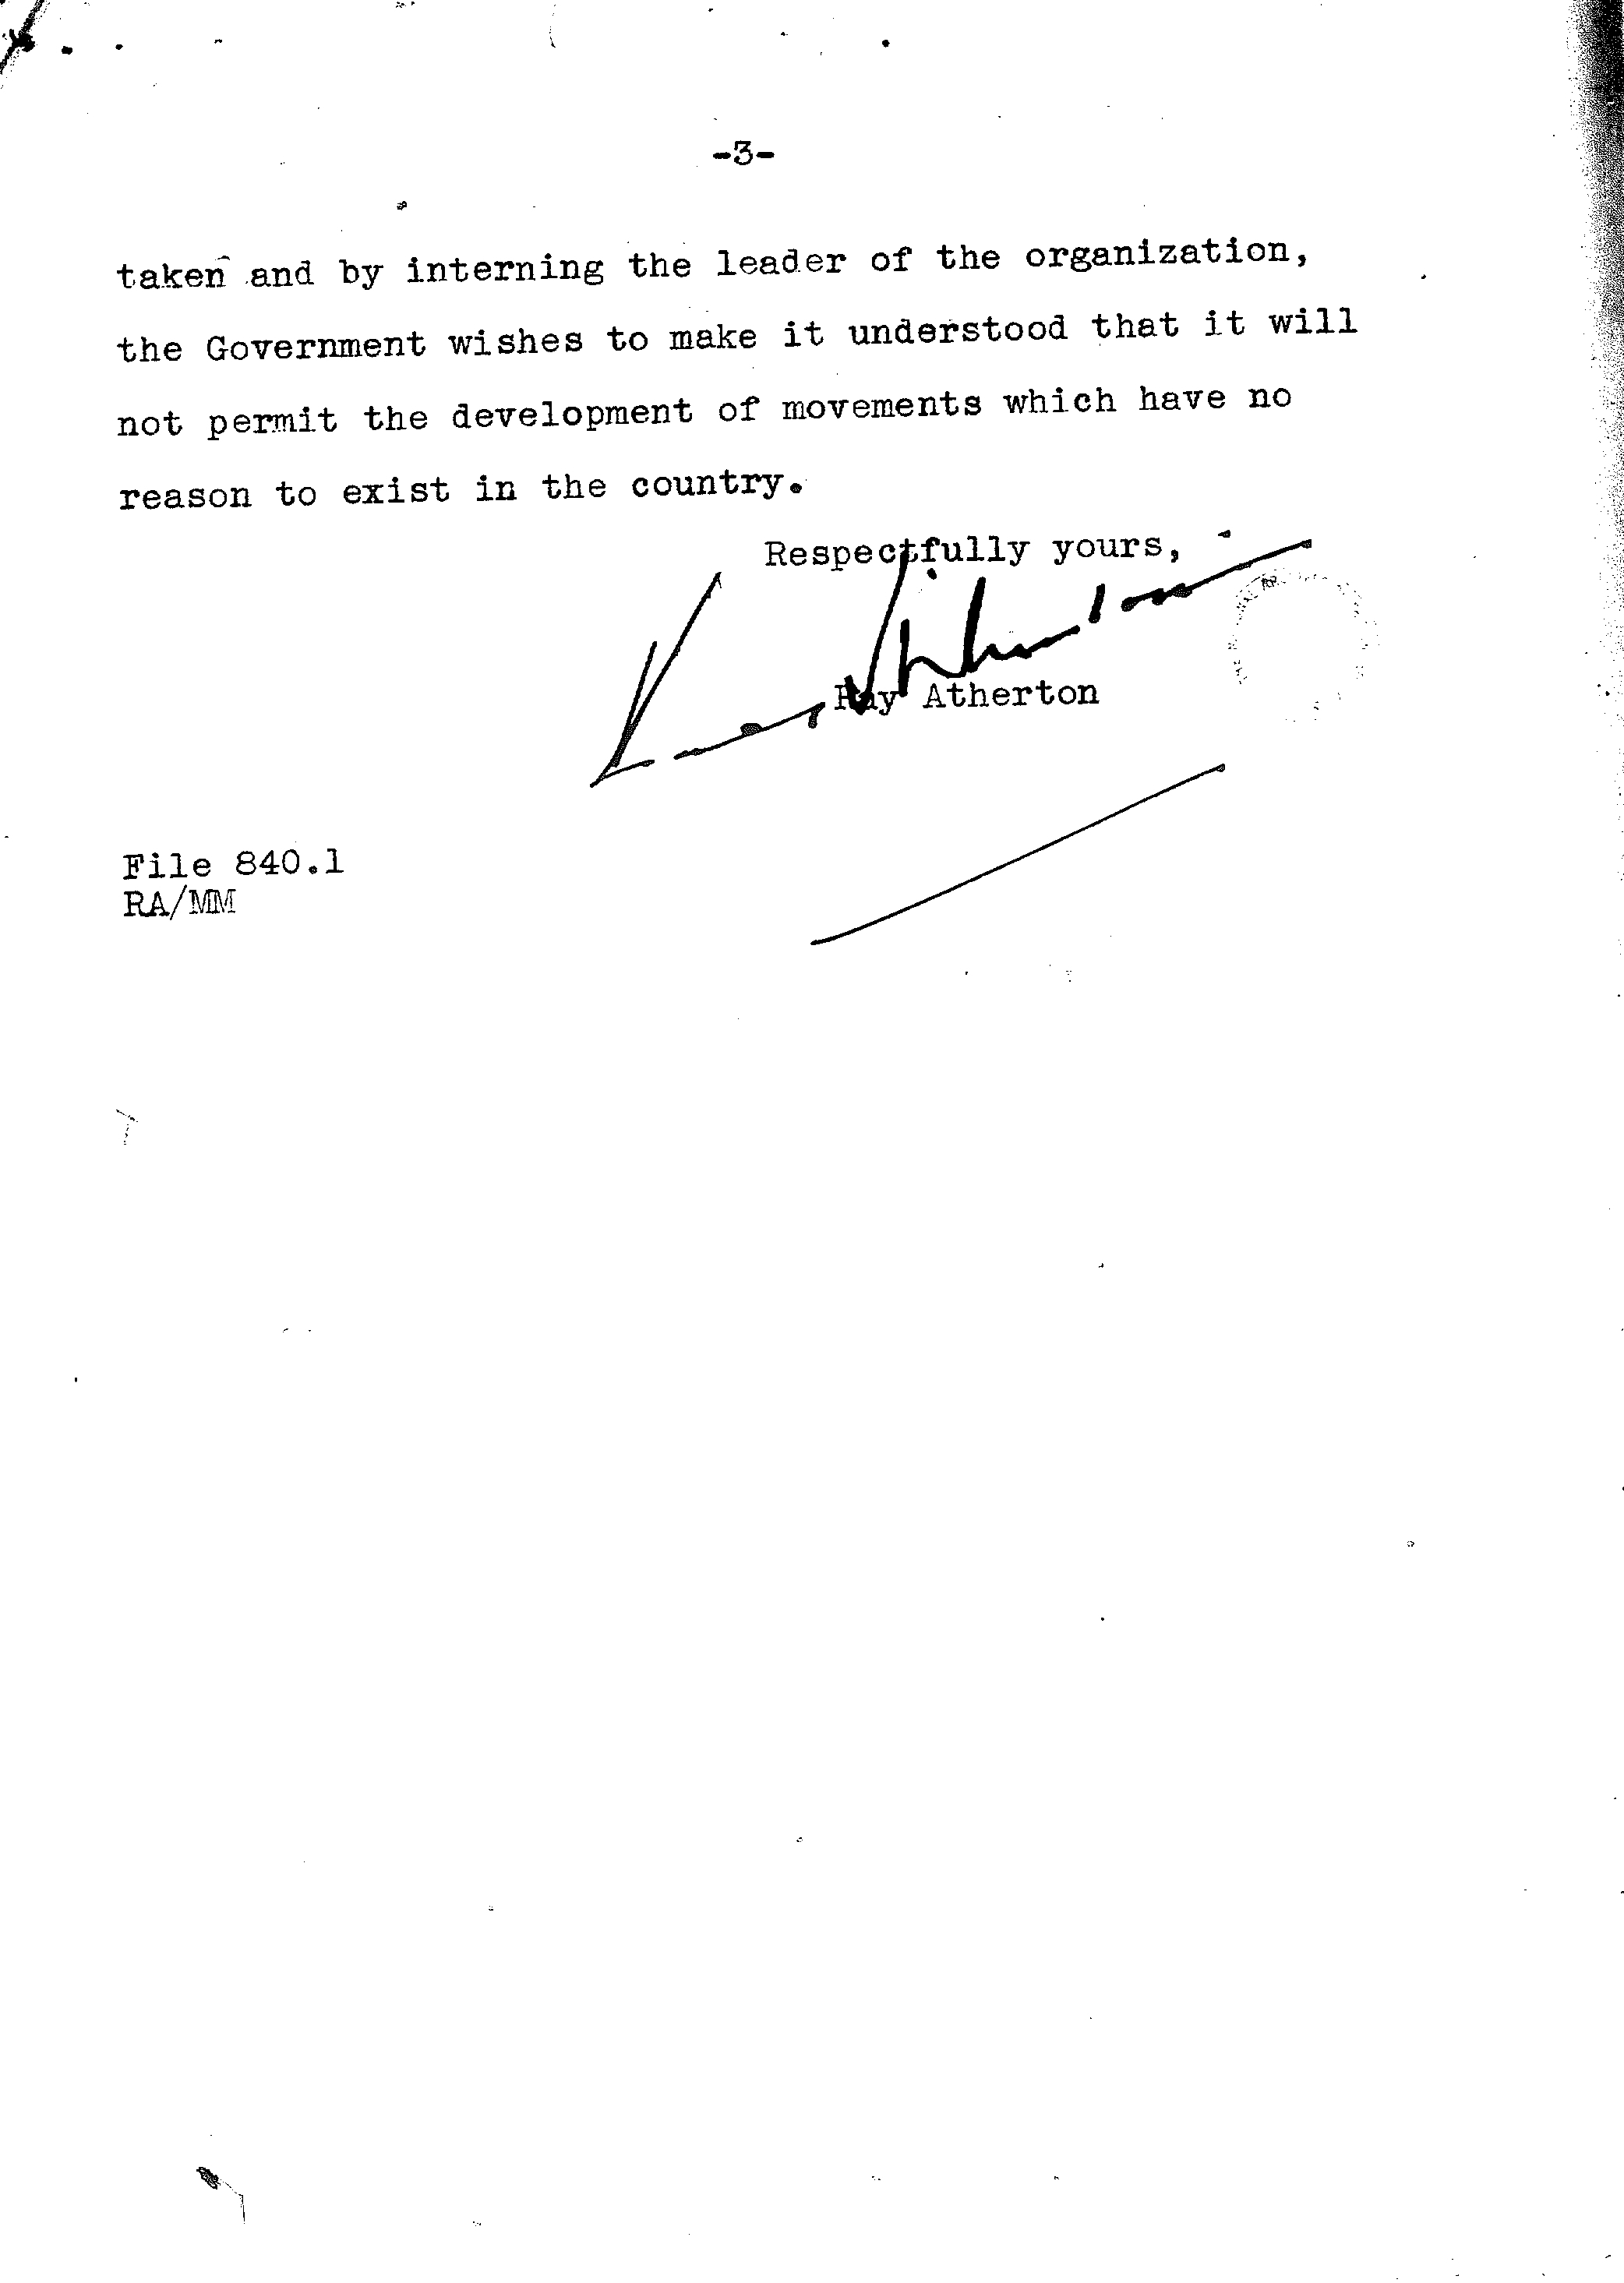 -3-
taken and by interning the leader of the organization,
the Government wishes to make it understood that it will
not permit the development of movements which have no
reason to exist in the country.
Respectfully yours,
Ray Atherton
Ray Atherton
File 840.1
RA/MM